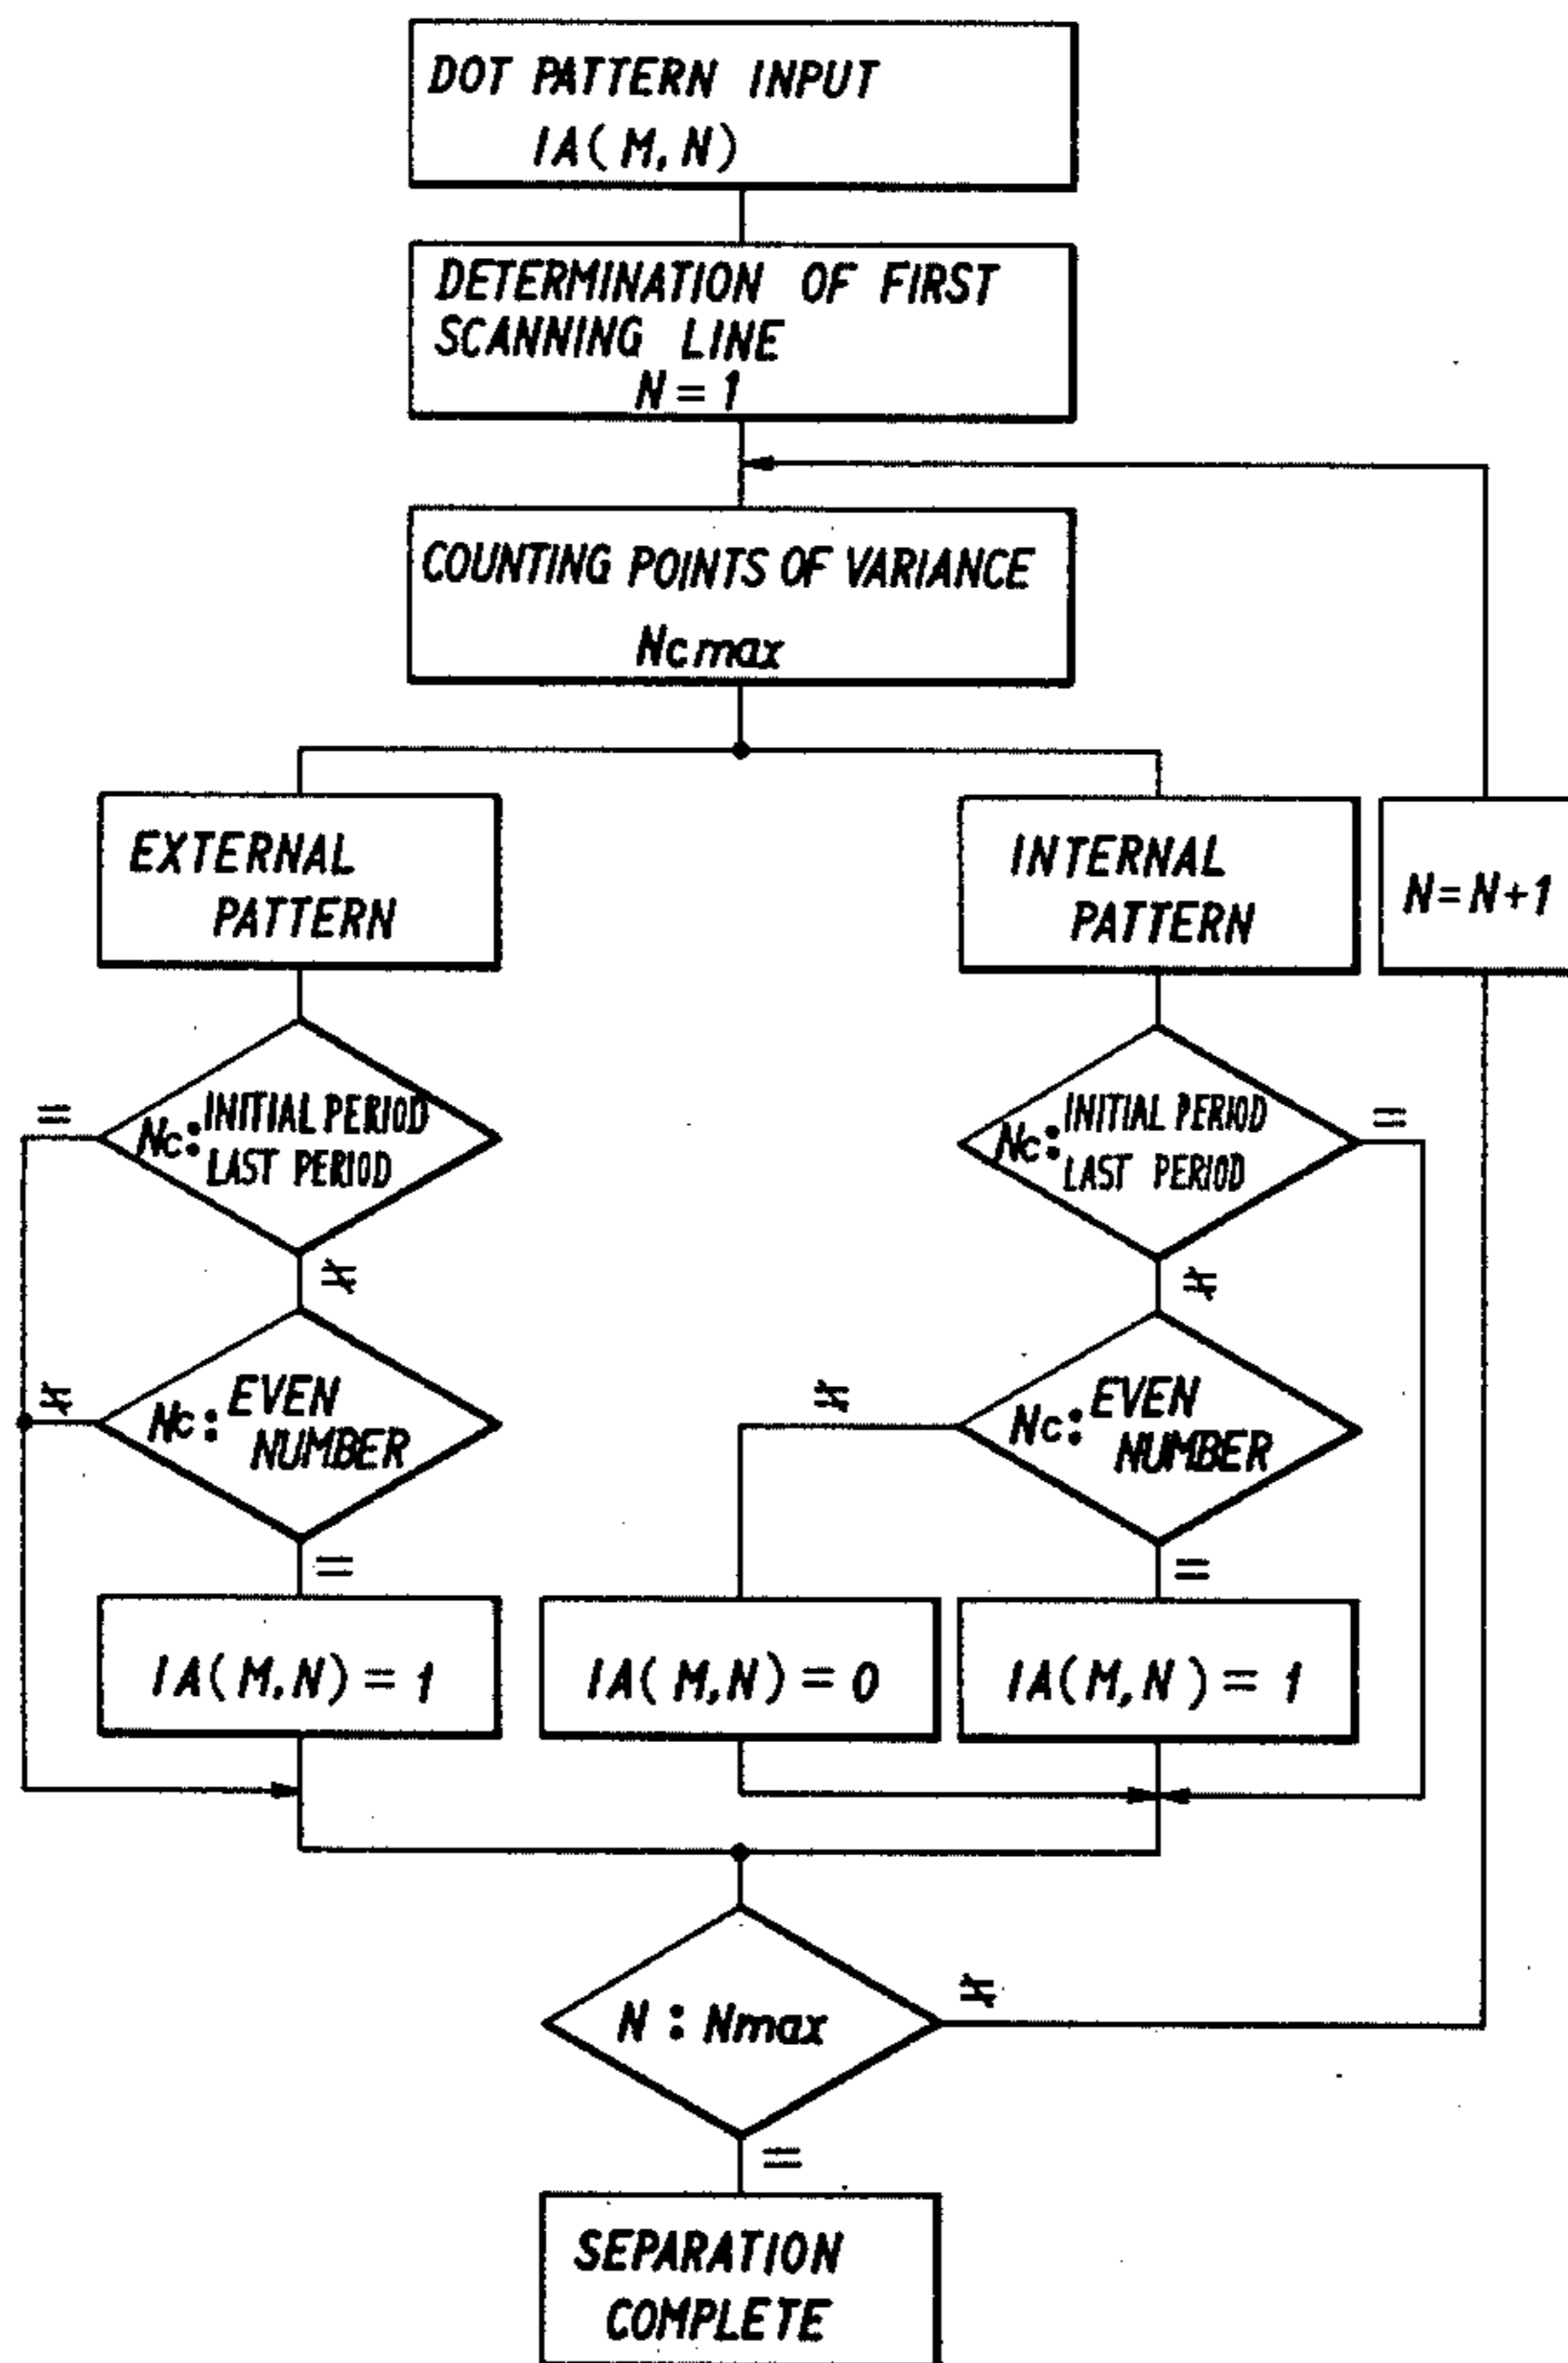 DOT PATTERN INPUT
IA(M,N)
DETERMINATION OF FIRST
SCANNING LINE
N=1
COUNTING POINTS OF VARIANCE
Ncmax
EXTERNAL
PATTERN
INTERNAL
PATTERN
N=N+1
Nc: INITIAL PERIOD
LAST PERIOD
=
≠
Nc: INITIAL PERIOD
LAST PERIOD
=
≠
Nc: EVEN
NUMBER
≠
=
Nc: EVEN
NUMBER
≠
=
IA(M,N)=1
IA(M,N)=0
IA(M,N)=1
N : Nmax
≠
=
SEPARATION
COMPLETE